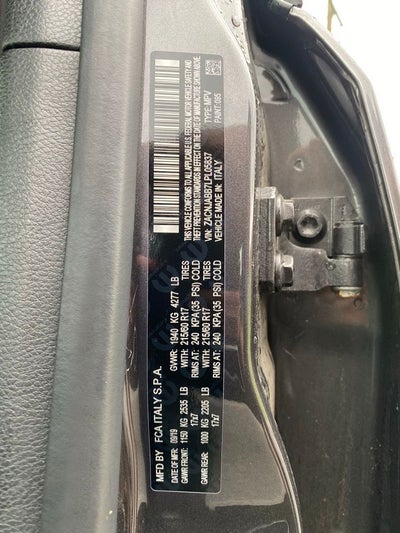 MFD BY FCA ITALY S.P.A.
DATE OF MFR: 09/19 GVWR: 1940 KG 4277 LB
GAWR FRONT: 1150 KG 2535 LB WITH: 215/60 R17 TIRES
17x7 RIMS AT: 240 KPA (35 PSI) COLD
GAWR REAR: 1000 KG 2205 LB WITH: 215/60 R17 TIRES
17x7 RIMS AT: 240 KPA (35 PSI) COLD
THIS VEHICLE CONFORMS TO ALL APPLICABLE U.S. FEDERAL MOTOR VEHICLE SAFETY AND
THEFT PREVENTION STANDARDS IN EFFECT ON THE DATE OF MANUFACTURE SHOWN ABOVE.
VIN: ZACNJABB7LPL05637 TYPE: MPV
VEHICLE MADE IN: ITALY PAINT: 095